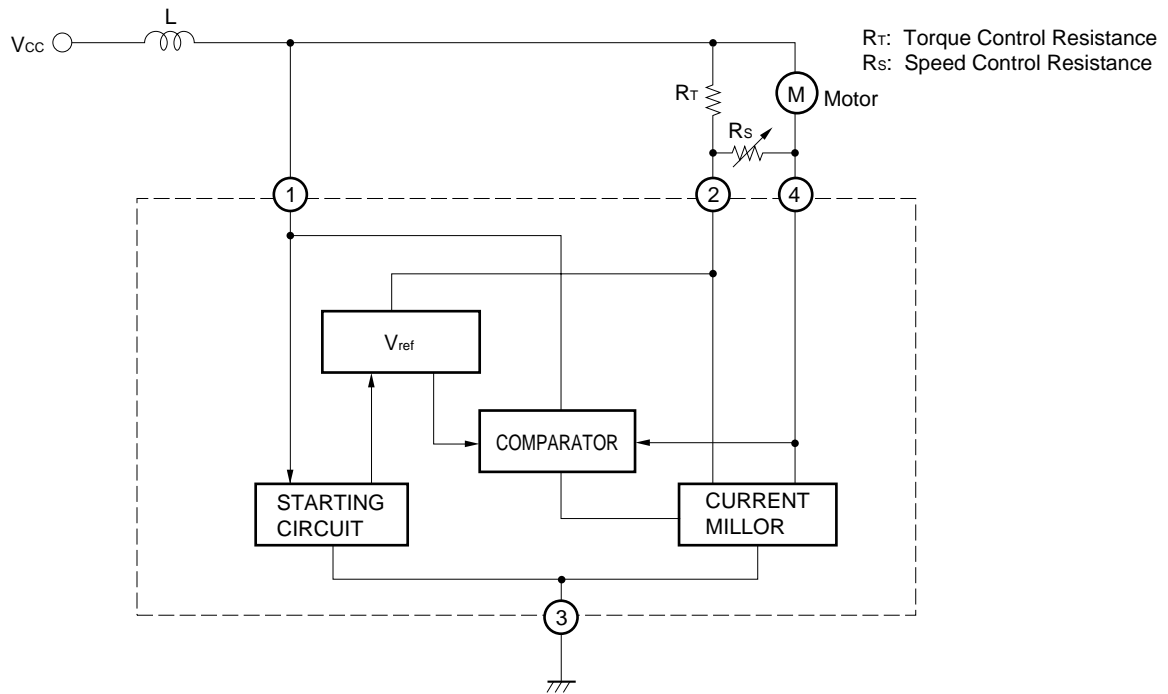 L
Vcc
RT: Torque Control Resistance
RS: Speed Control Resistance
RT
M
Motor
RS
1
2
4
Vref
COMPARATOR
STARTING
CIRCUIT
CURRENT
MILLOR
3